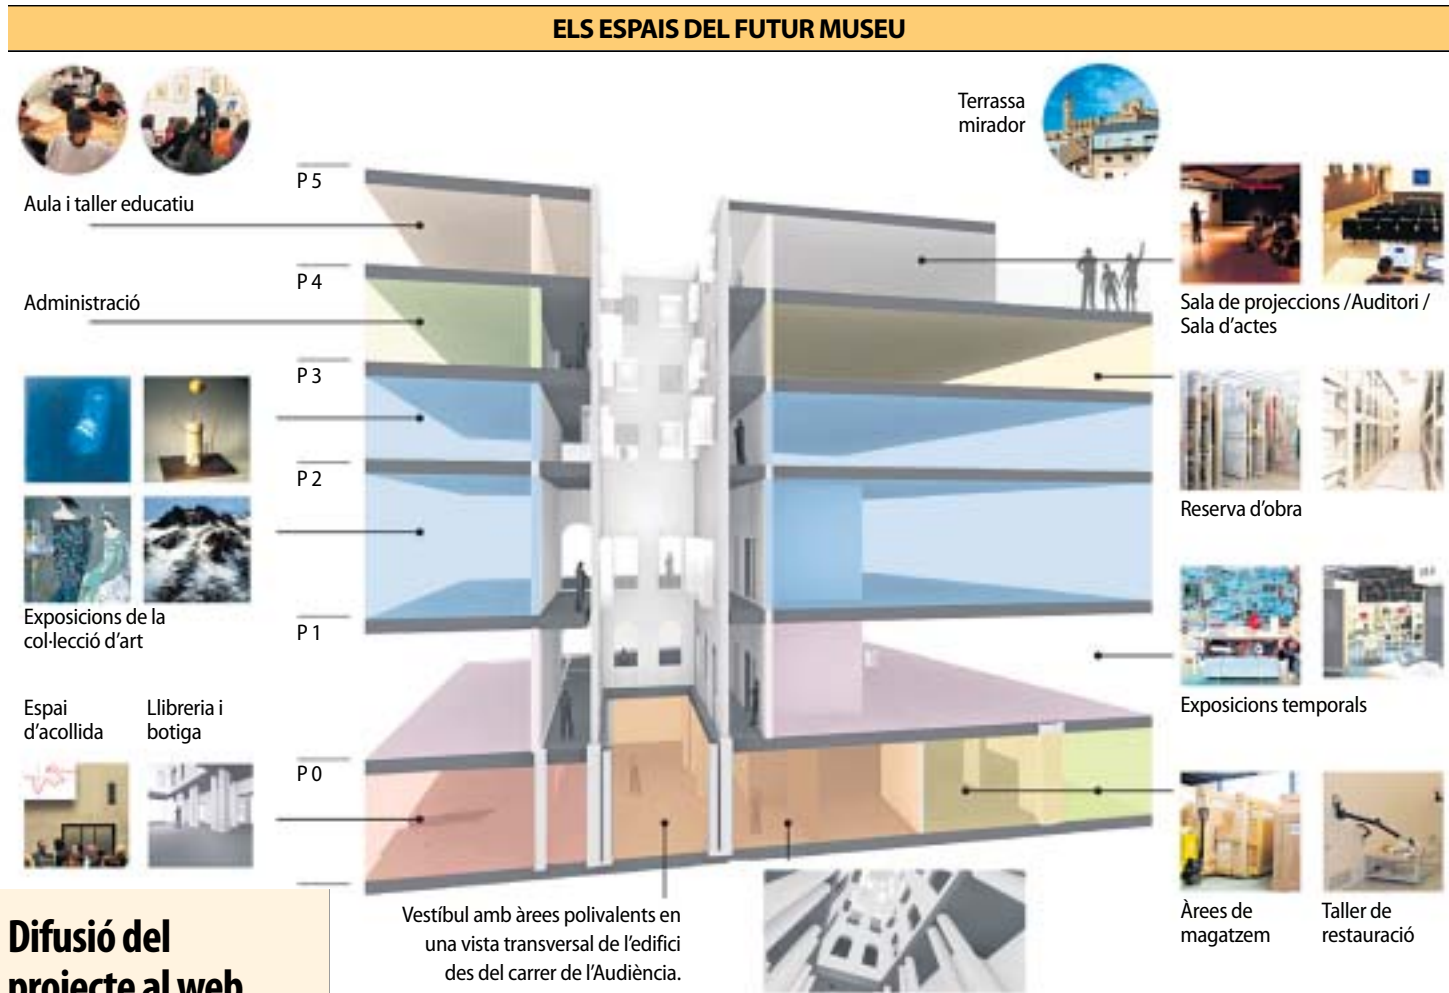 ELS ESPAIS DEL FUTUR MUSEU
Aula i taller educatiu
Administració
Exposicions de la
col·lecció d'art
Espai
d'acollida
Llibreria i
botiga
P 5
P 4
P 3
P 2
P 1
P 0
Terrassa
mirador
Sala de projeccions /Auditori /
Sala d'actes
Reserva d'obra
Exposicions temporals
Àrees de
magatzem
Taller de
restauració
Vestíbul amb àrees polivalents en
una vista transversal de l'edifici
des del carrer de l'Audiència.
Difusió del
projecte al web